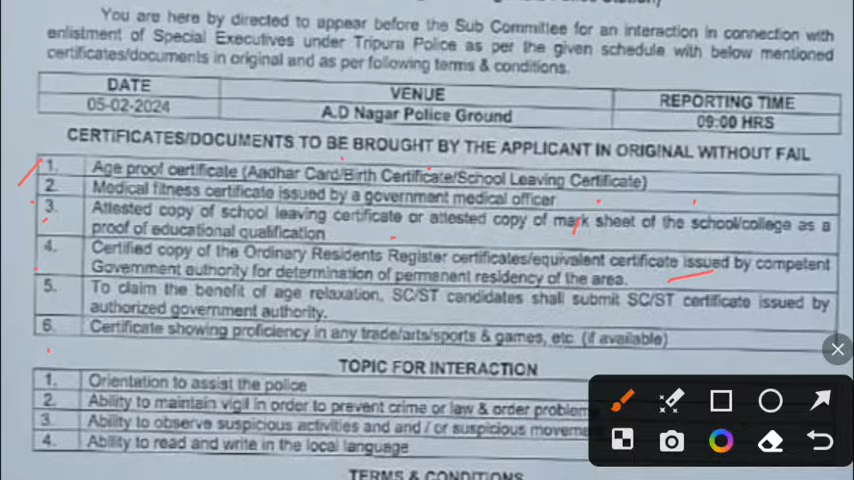 You are here by directed to appear before the Sub Committee for an interaction in connection with
enlistment of Special Executives under Tripura Police as per the given schedule with below mentioned
certificates/documents in original and as per following terms & conditions.
DATE VENUE REPORTING TIME
05-02-2024 A.D Nagar Police Ground 09:00 HRS
CERTIFICATES/DOCUMENTS TO BE BROUGHT BY THE APPLICANT IN ORIGINAL WITHOUT FAIL
1. Age proof certificate (Aadhar Card/Birth Certificate/School Leaving Certificate)
2. Medical fitness certificate issued by a government medical officer
3. Attested copy of school leaving certificate or attested copy of mark sheet of the school/college as a
proof of educational qualification
4. Certified copy of the Ordinary Residents Register certificates/equivalent certificate issued by competent
Government authority for determination of permanent residency of the area.
5. To claim the benefit of age relaxation, SC/ST candidates shall submit SC/ST certificate issued by
authorized government authority.
6. Certificate showing proficiency in any trade/arts/sports & games, etc. (if available)
TOPIC FOR INTERACTION
1. Orientation to assist the police
2. Ability to maintain vigil in order to prevent crime or law & order problem
3. Ability to observe suspicious activities and and / or suspicious
4. Ability to read and write in the local language
TERMS & CONDITIONS